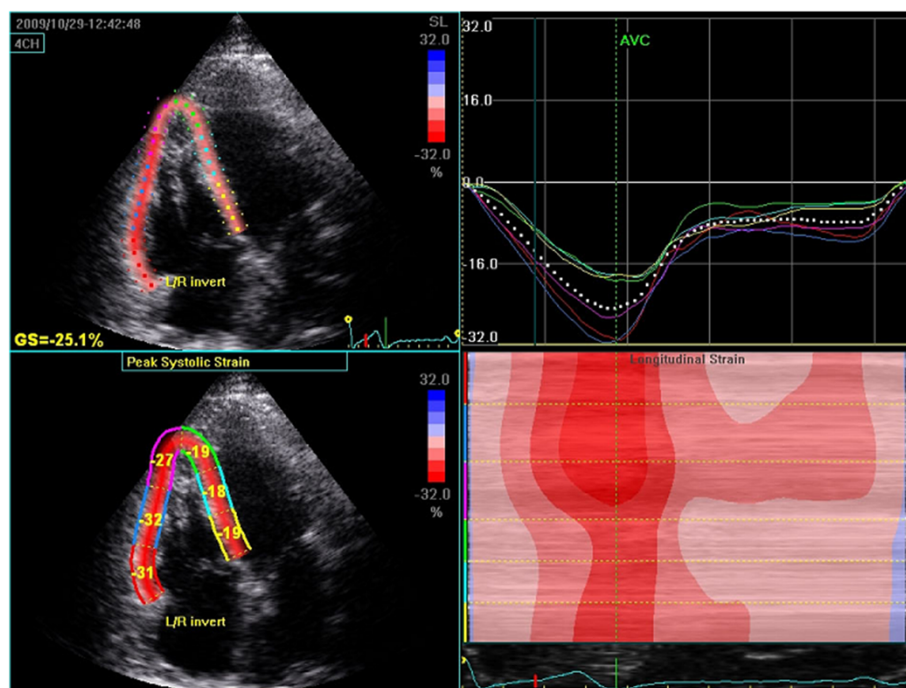 2009/10/29-12:42:48
4CH
SL
32.0
-32.0
%
L/R invert
GS=-25.1%
32.0
16.0
0.0
-16.0
-32.0
AVC
Peak Systolic Strain
32.0
-32.0
%
-27
-19
-32
-18
-19
-31
L/R invert
Longitudinal Strain